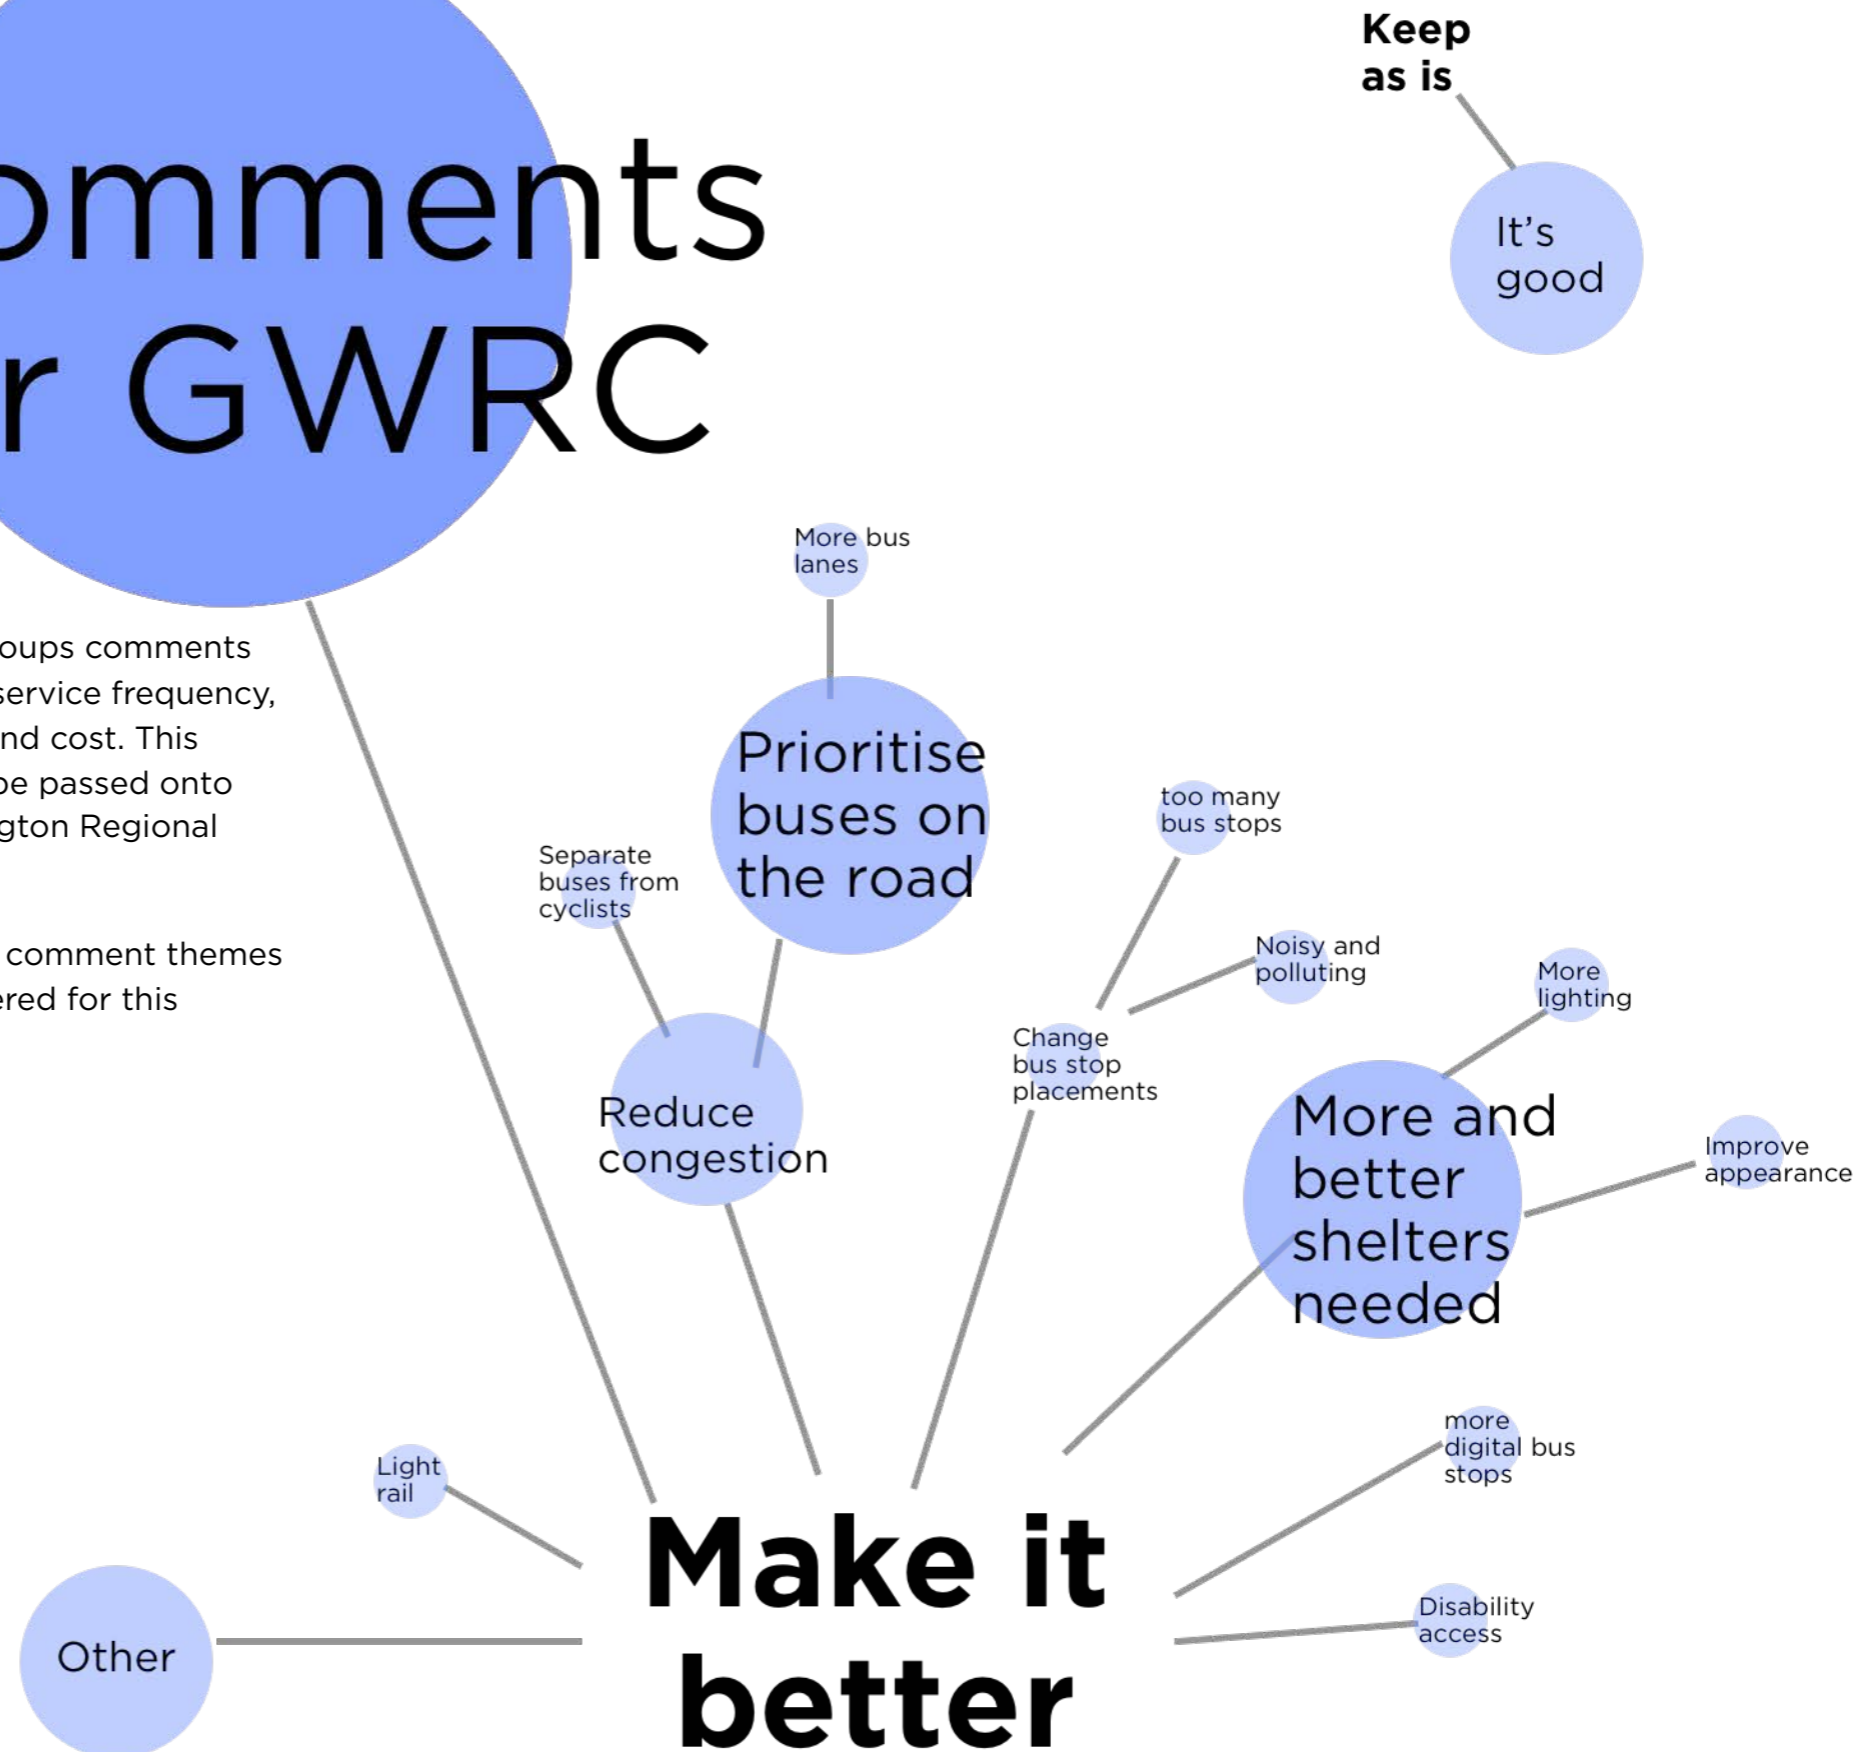 Keep
as is
It's
good
omments
r GWRC
oups comments
service frequency,
nd cost. This
be passed onto
gton Regional
comment themes
ered for this
More bus
lanes
Prioritise
buses on
the road
Separate
buses from
cyclists
Reduce
congestion
too many
bus stops
Noisy and
polluting
Change
bus stop
placements
More
lighting
More and
better
shelters
needed
Improve
appearance
more
digital bus
stops
Disability
access
Light
rail
Other
Make it
better